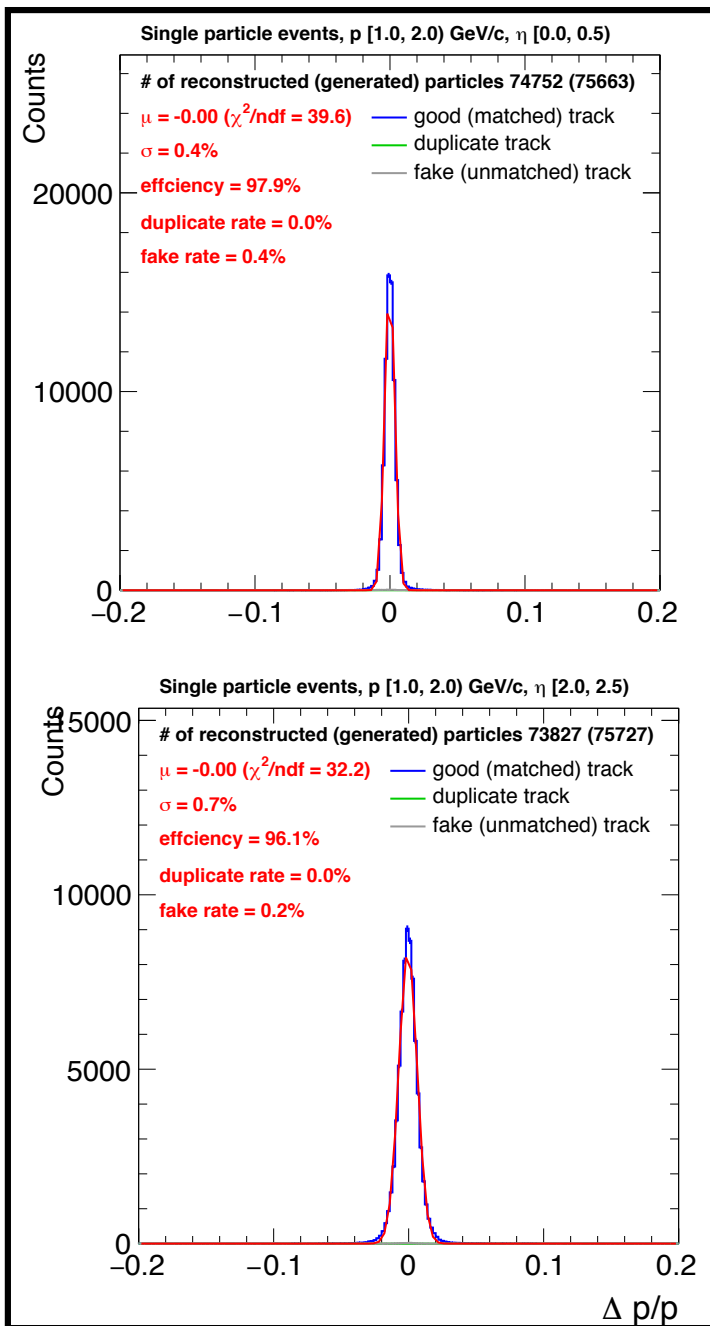 Single particle events, p [1.0, 2.0) GeV/c, η [0.0, 0.5)
Counts
# of reconstructed (generated) particles 74752 (75663)
μ = -0.00 (χ²/ndf = 39.6)
σ = 0.4%
effciency = 97.9%
duplicate rate = 0.0%
fake rate = 0.4%
good (matched) track
duplicate track
fake (unmatched) track
20000
10000
0
−0.2 −0.1 0 0.1 0.2
Single particle events, p [1.0, 2.0) GeV/c, η [2.0, 2.5)
Counts
# of reconstructed (generated) particles 73827 (75727)
μ = -0.00 (χ²/ndf = 32.2)
σ = 0.7%
effciency = 96.1%
duplicate rate = 0.0%
fake rate = 0.2%
good (matched) track
duplicate track
fake (unmatched) track
15000
10000
5000
0
−0.2 −0.1 0 0.1 0.2
Δ p/p